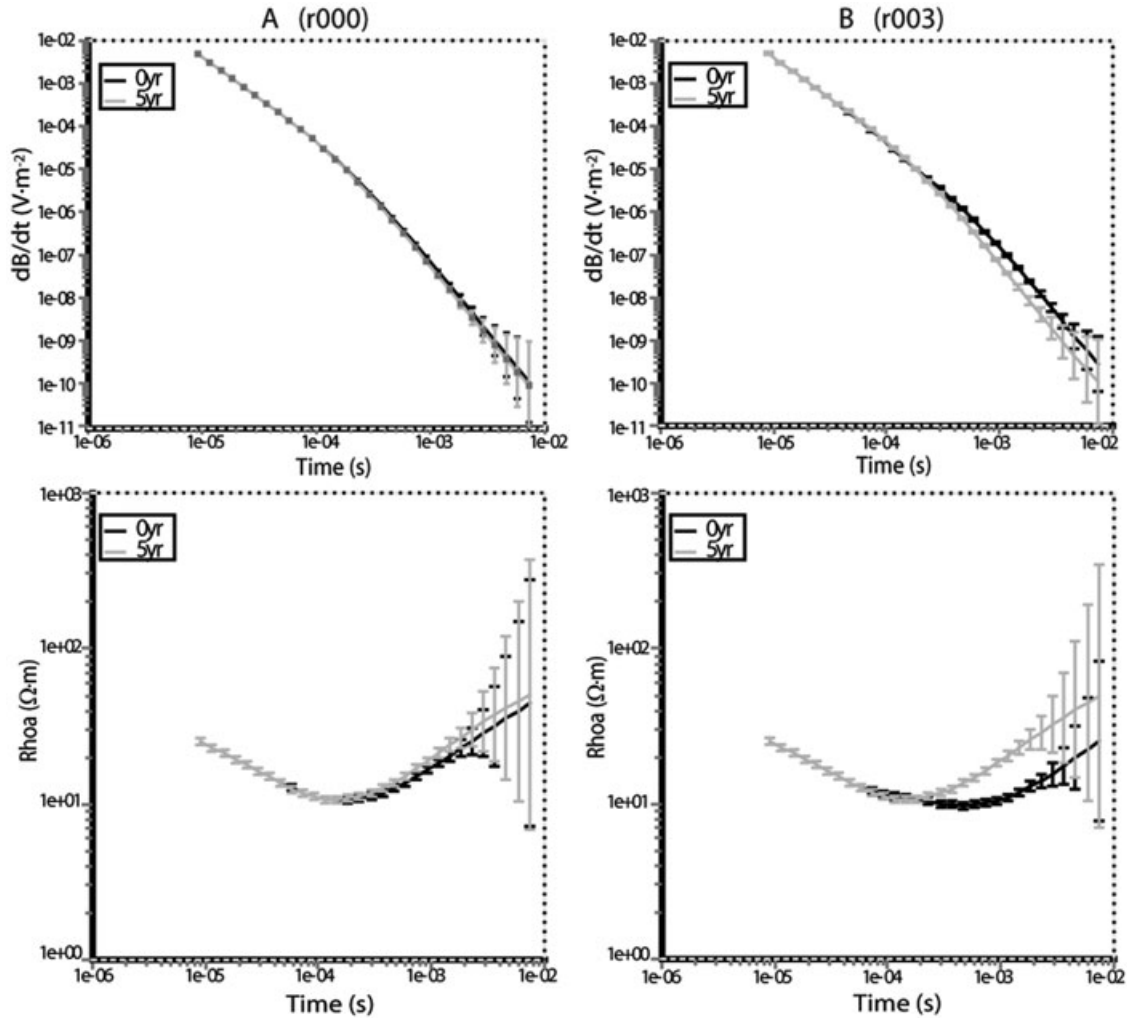 A (r000)
1e-02
1e-03
1e-04
1e-05
1e-06
1e-07
1e-08
1e-09
1e-10
1e-11
dB/dt (V·m-2)
0yr
5yr
1e-06
1e-05
1e-04
1e-03
1e-02
Time (s)
B (r003)
1e-02
1e-03
1e-04
1e-05
1e-06
1e-07
1e-08
1e-09
1e-10
1e-11
dB/dt (V·m-2)
0yr
5yr
1e-06
1e-05
1e-04
1e-03
1e-02
Time (s)
1e+03
1e+02
1e+01
1e+00
Rhoa (Ω·m)
0yr
5yr
1e-06
1e-05
1e-04
1e-03
1e-02
Time (s)
1e+03
1e+02
1e+01
1e+00
Rhoa (Ω·m)
0yr
5yr
1e-06
1e-05
1e-04
1e-03
1e-02
Time (s)